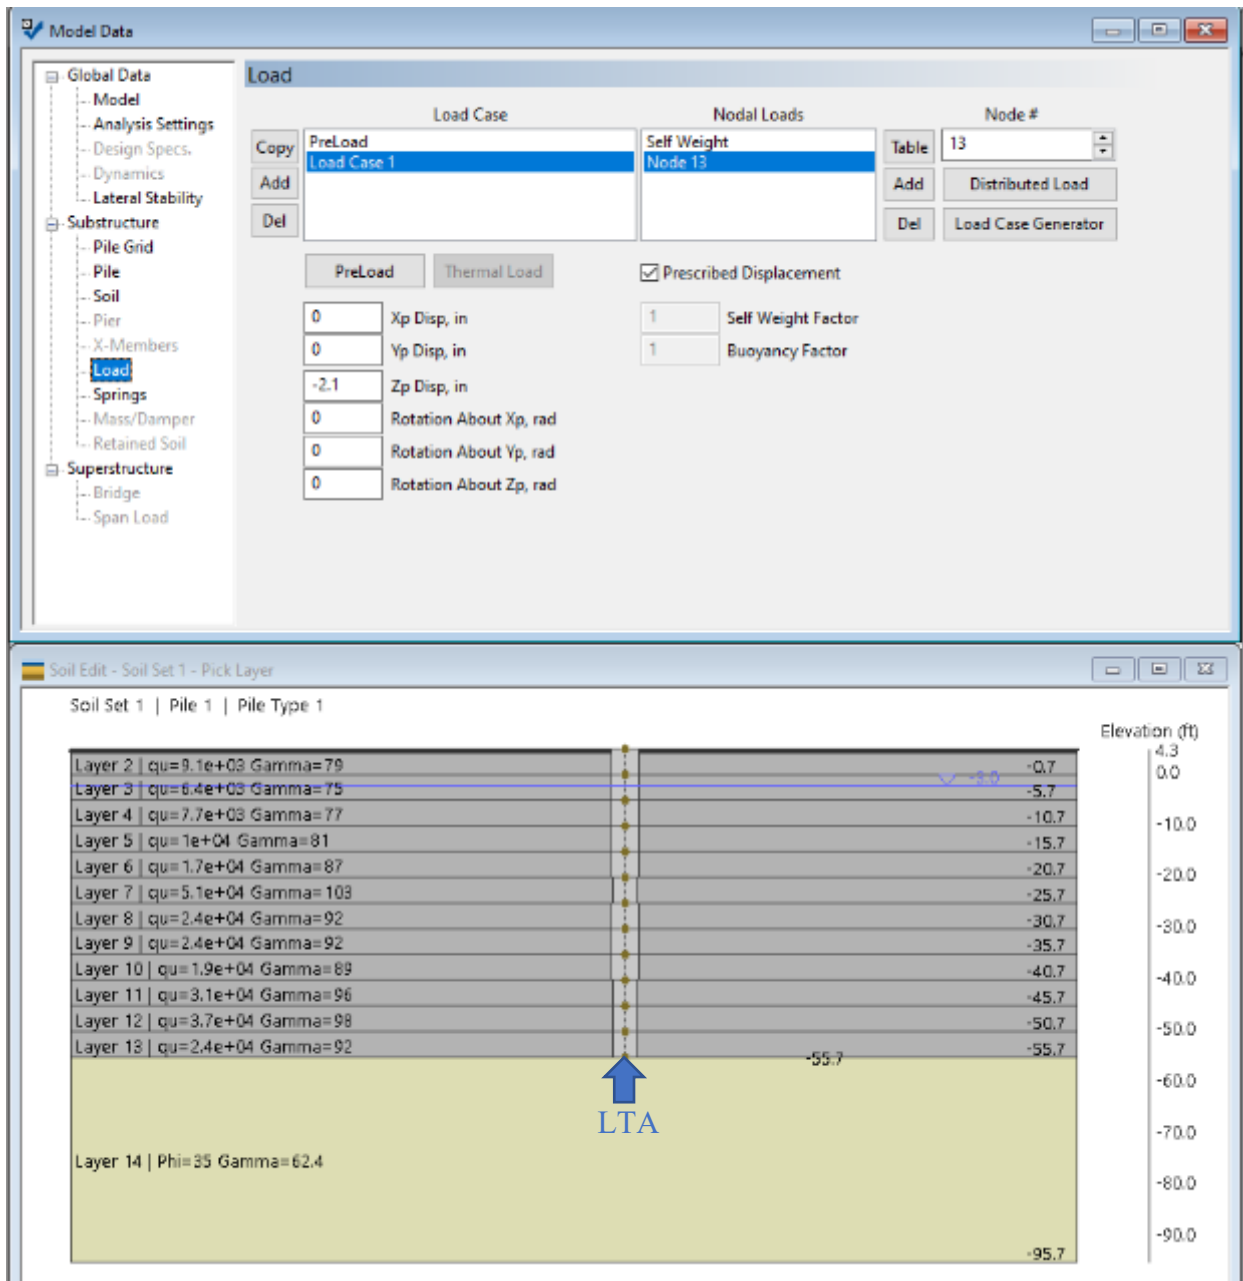 Model Data
Global Data
Model
Analysis Settings
Design Specs.
Dynamics
Lateral Stability
Substructure
Pile Grid
Pile
Soil
Pier
X-Members
Load
Springs
Mass/Damper
Retained Soil
Superstructure
Bridge
Span Load
Load
Load Case
Nodal Loads
Node #
Copy
Add
Del
PreLoad
Load Case 1
Self Weight
Node 13
Table
Add
Del
13
Distributed Load
Load Case Generator
PreLoad
Thermal Load
Prescribed Displacement
0 Xp Disp, in
0 Yp Disp, in
-2.1 Zp Disp, in
0 Rotation About Xp, rad
0 Rotation About Yp, rad
0 Rotation About Zp, rad
1 Self Weight Factor
1 Buoyancy Factor
Soil Edit - Soil Set 1 - Pick Layer
Soil Set 1 | Pile 1 | Pile Type 1
Elevation (ft)
4.3
Layer 2 | qu=9.1e+03 Gamma=79 -0.7 0.0
-3.0
Layer 3 | qu=6.4e+03 Gamma=75 -5.7
Layer 4 | qu=7.7e+03 Gamma=77 -10.7 -10.0
Layer 5 | qu=1e+04 Gamma=81 -15.7
Layer 6 | qu=1.7e+04 Gamma=87 -20.7 -20.0
Layer 7 | qu=5.1e+04 Gamma=103 -25.7
Layer 8 | qu=2.4e+04 Gamma=92 -30.7 -30.0
Layer 9 | qu=2.4e+04 Gamma=92 -35.7
Layer 10 | qu=1.9e+04 Gamma=89 -40.7 -40.0
Layer 11 | qu=3.1e+04 Gamma=96 -45.7
Layer 12 | qu=3.7e+04 Gamma=98 -50.7 -50.0
Layer 13 | qu=2.4e+04 Gamma=92 -55.7
-55.7
-60.0
LTA
-70.0
Layer 14 | Phi=35 Gamma=62.4
-80.0
-90.0
-95.7